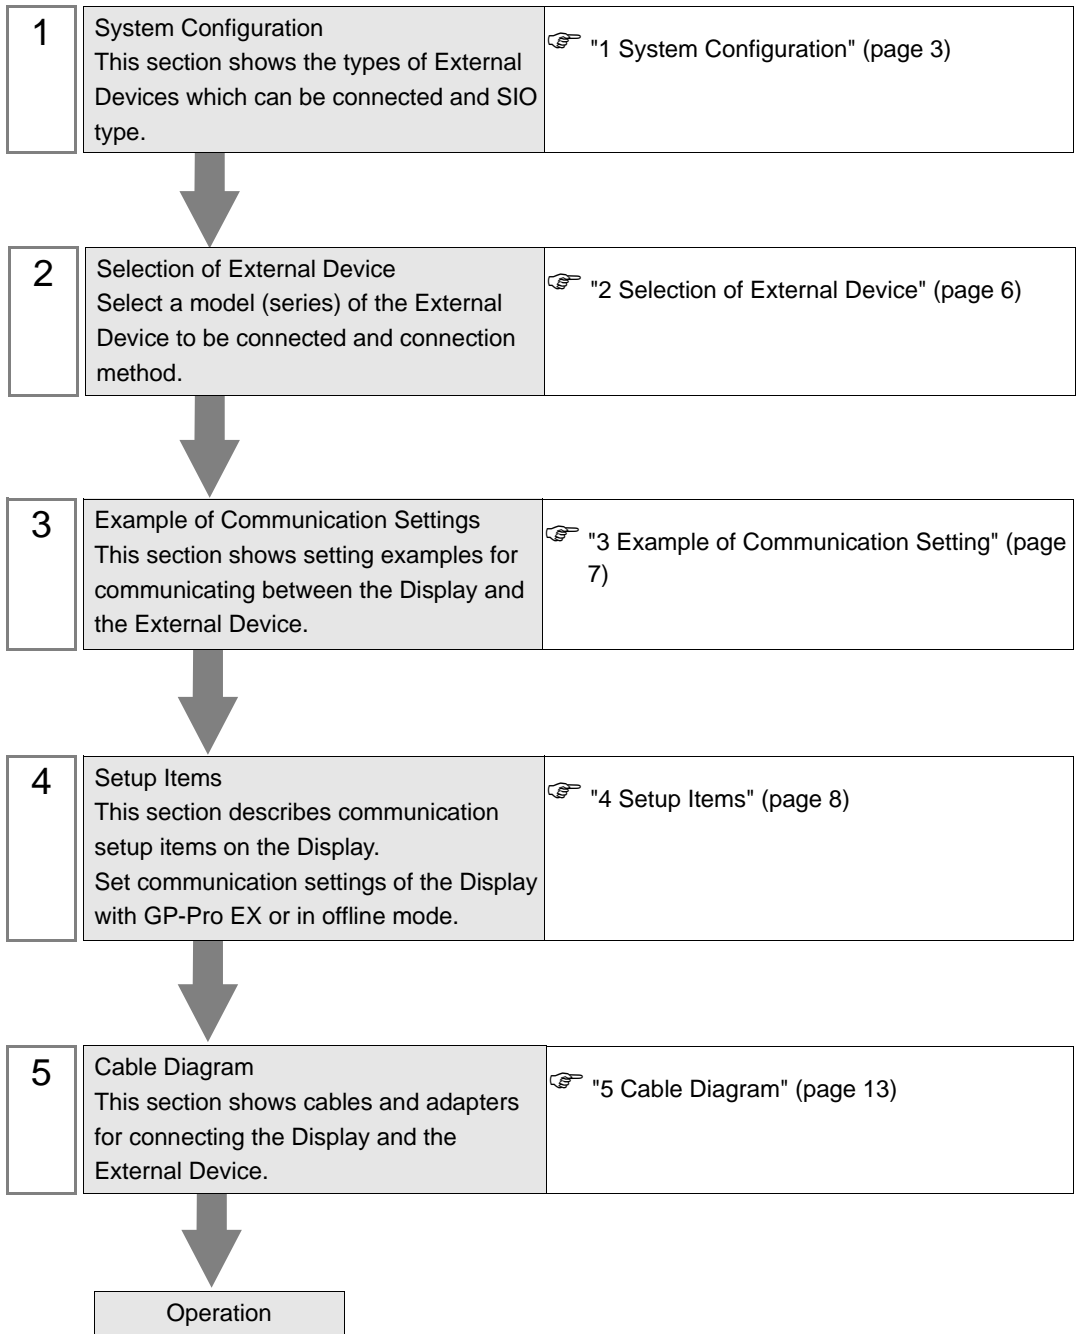 1
System Configuration
This section shows the types of External
Devices which can be connected and SIO
type.
"1 System Configuration" (page 3)
2
Selection of External Device
Select a model (series) of the External
Device to be connected and connection
method.
"2 Selection of External Device" (page 6)
3
Example of Communication Settings
This section shows setting examples for
communicating between the Display and
the External Device.
"3 Example of Communication Setting" (page
7)
4
Setup Items
This section describes communication
setup items on the Display.
Set communication settings of the Display
with GP-Pro EX or in offline mode.
"4 Setup Items" (page 8)
5
Cable Diagram
This section shows cables and adapters
for connecting the Display and the
External Device.
"5 Cable Diagram" (page 13)
Operation